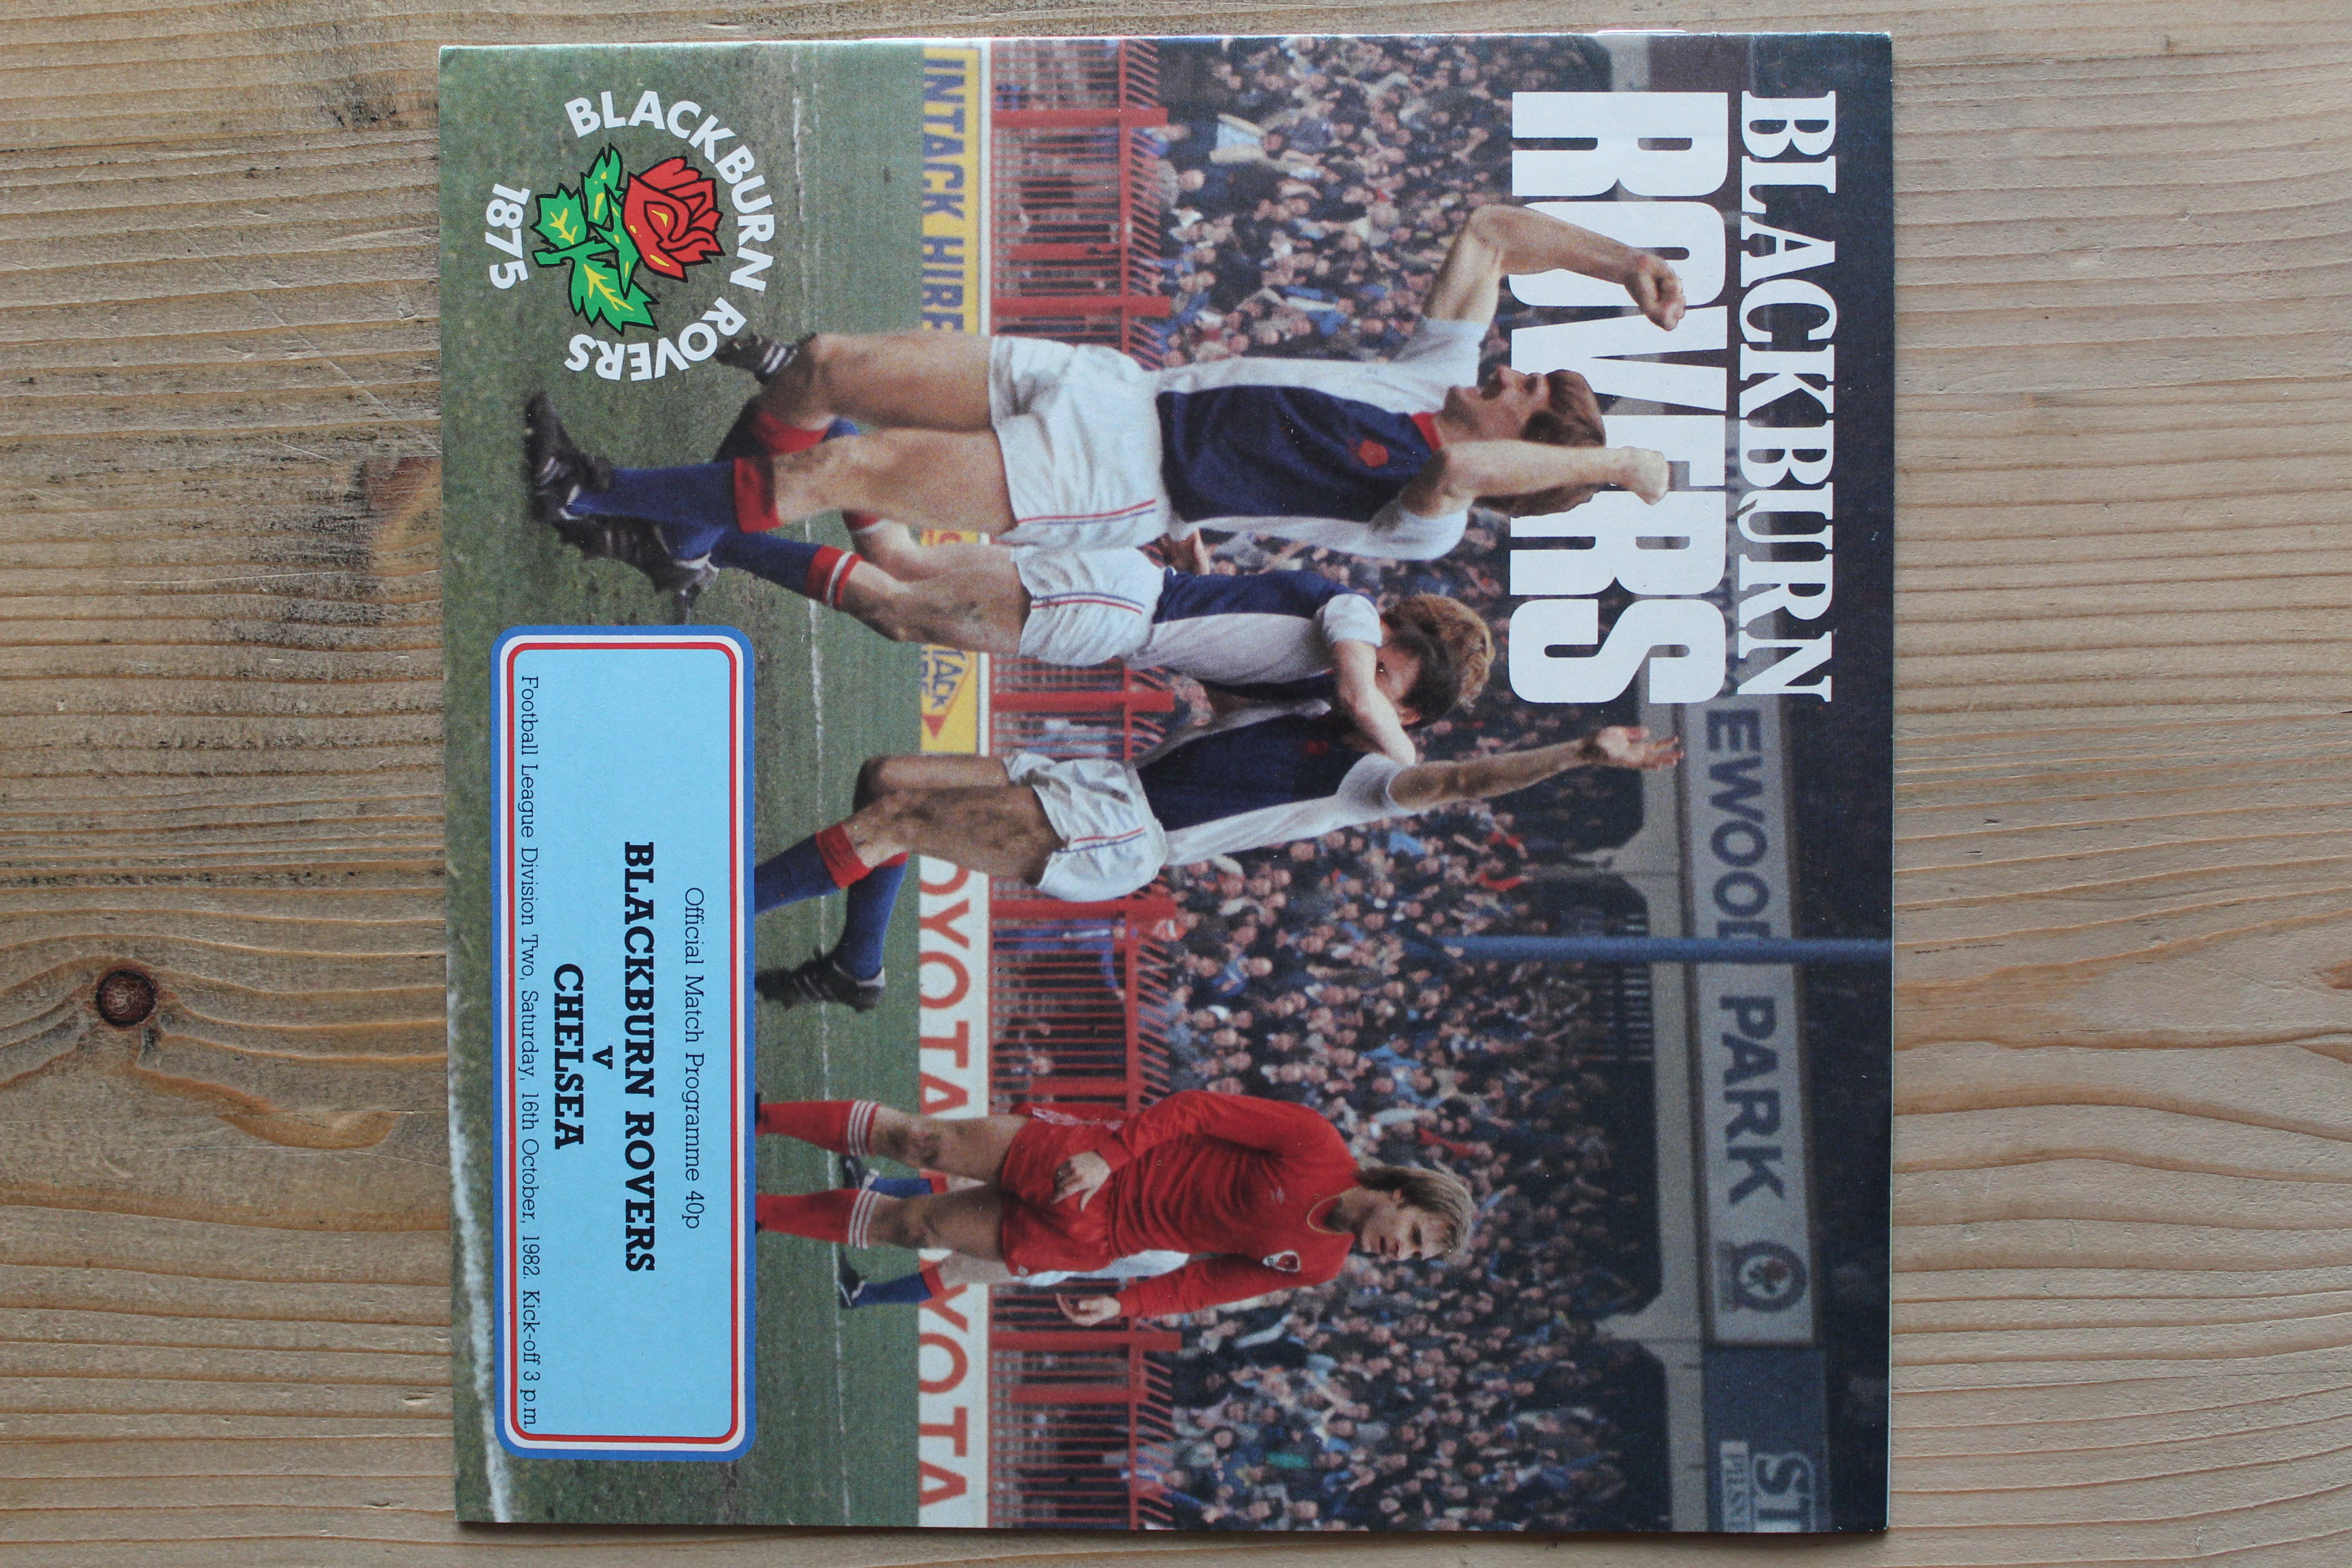 BLACKBURN
ROVERS
EWOOD PARK
INTACK HIRE
TOYOTA
BLACKBURN ROVERS
1875
Official Match Programme 40p
BLACKBURN ROVERS
v
CHELSEA
Football League Division Two, Saturday, 16th October, 1982. Kick-off 3 p.m.